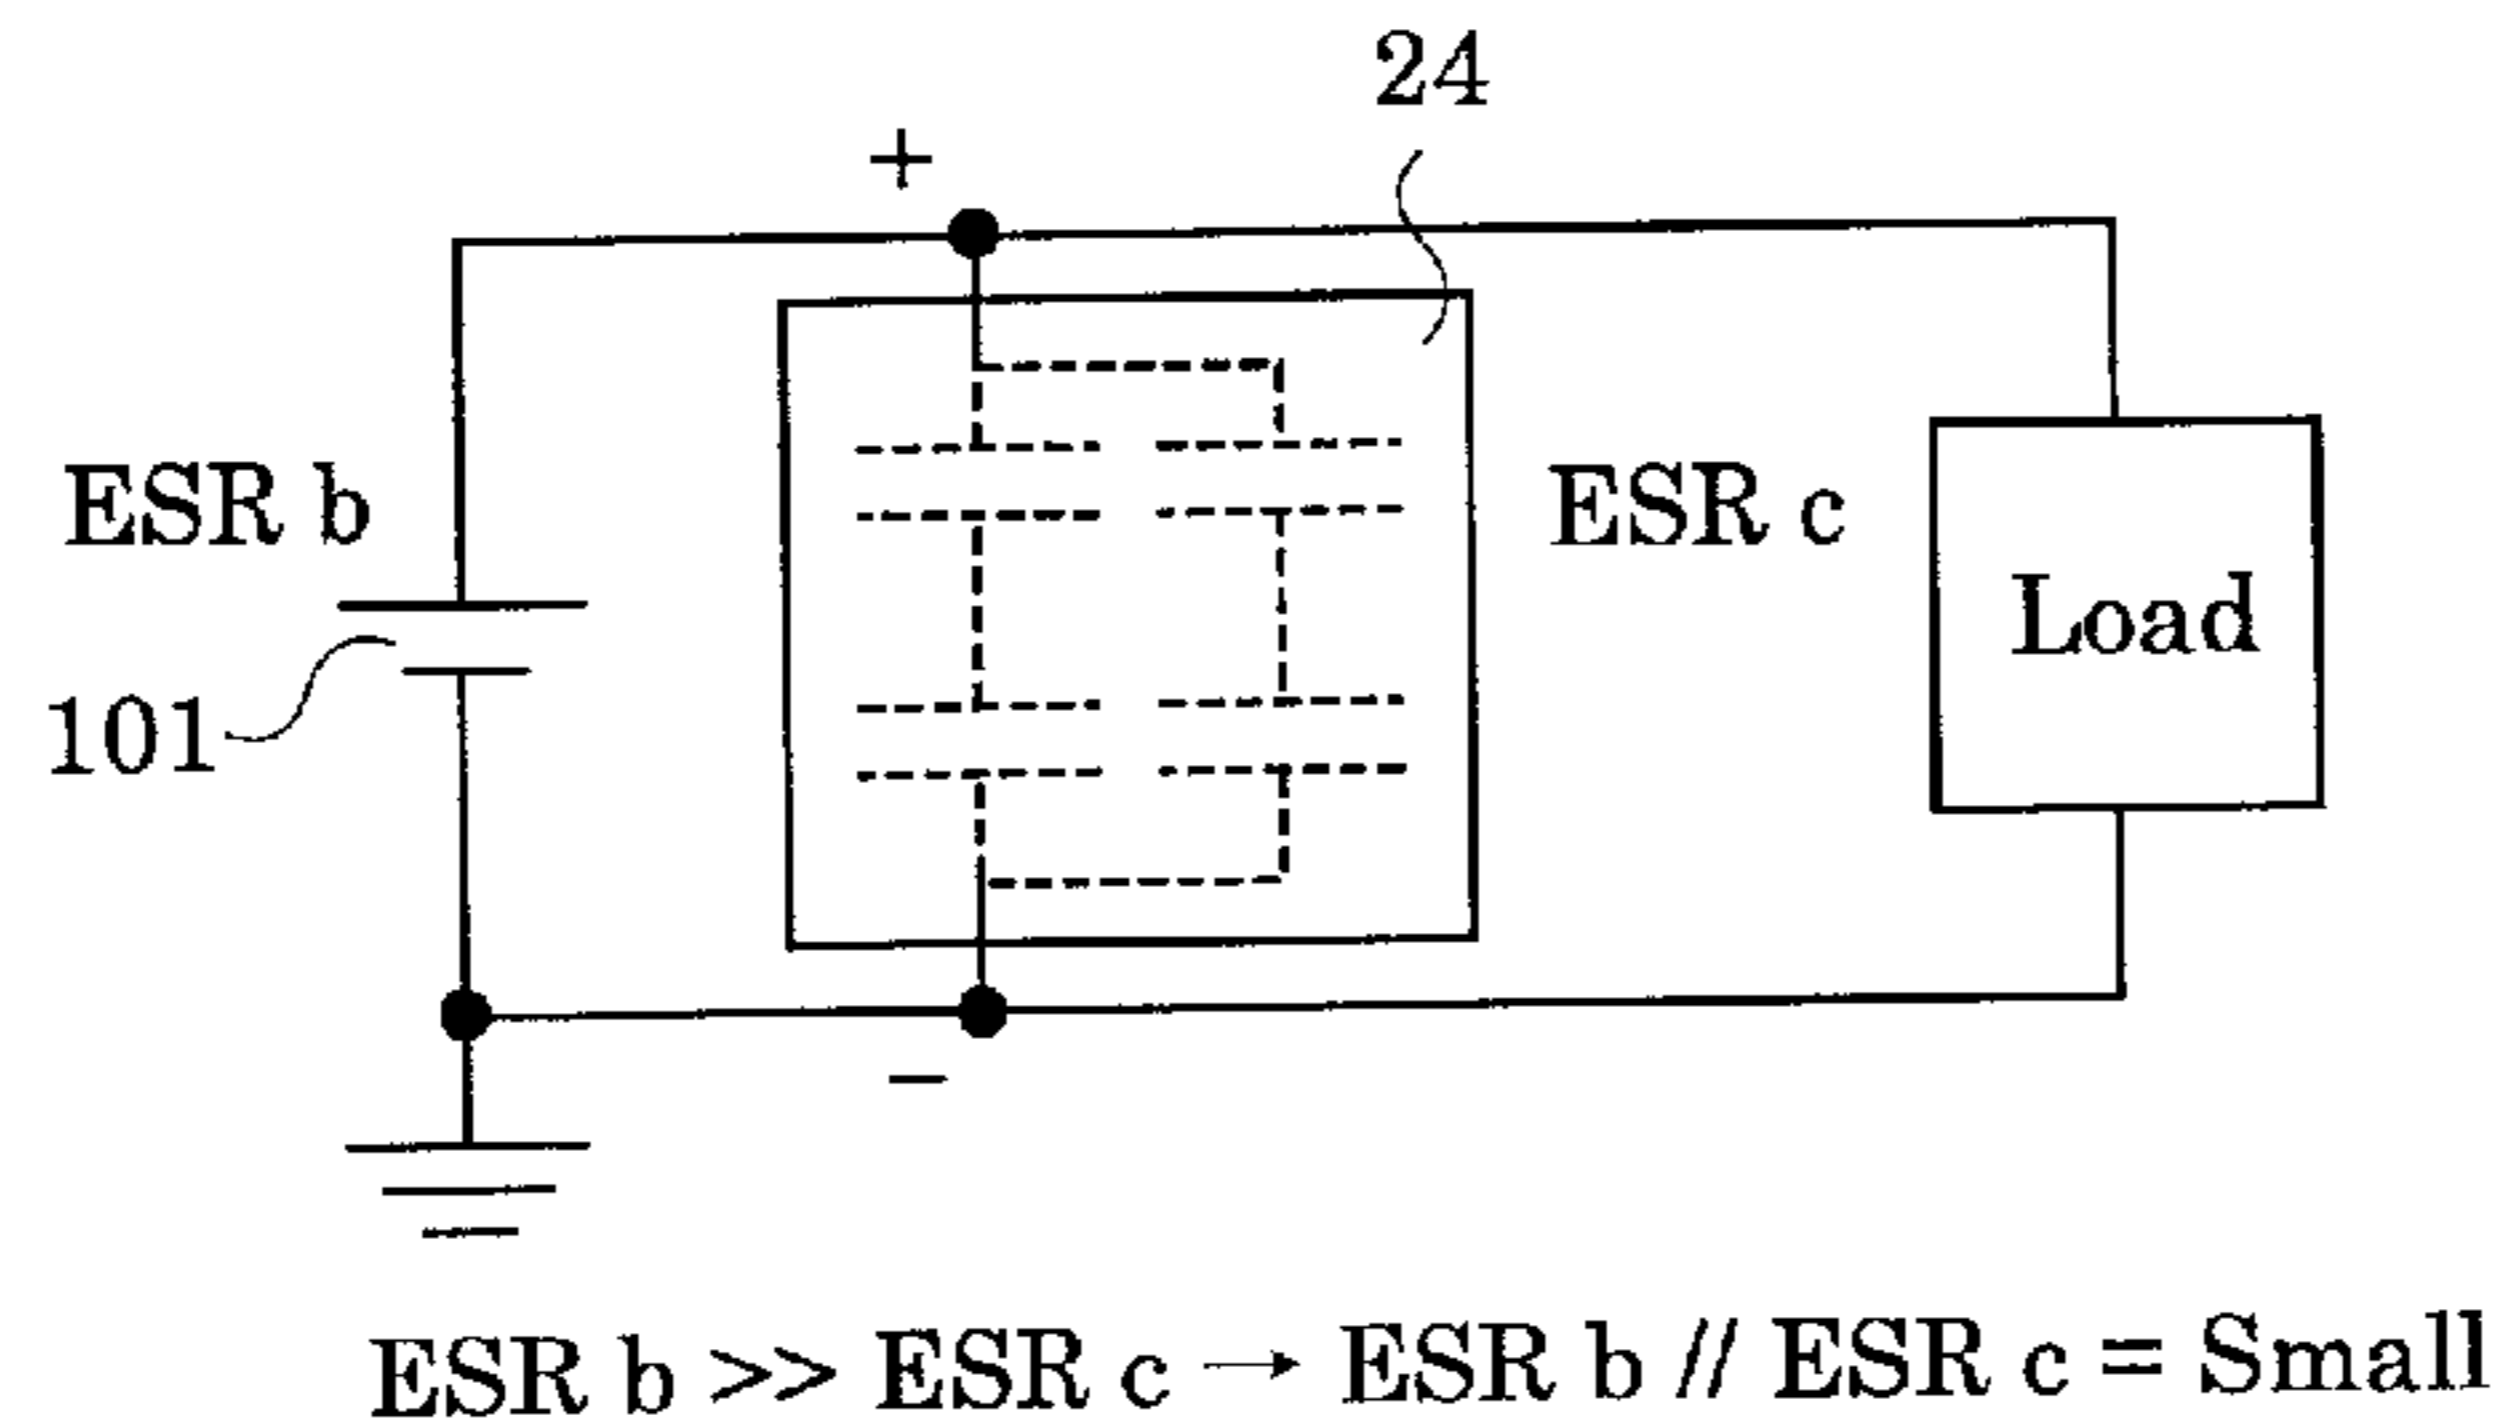 24
+
ESR b
ESR c
Load
101
−
ESR b >> ESR c → ESR b // ESR c = Small